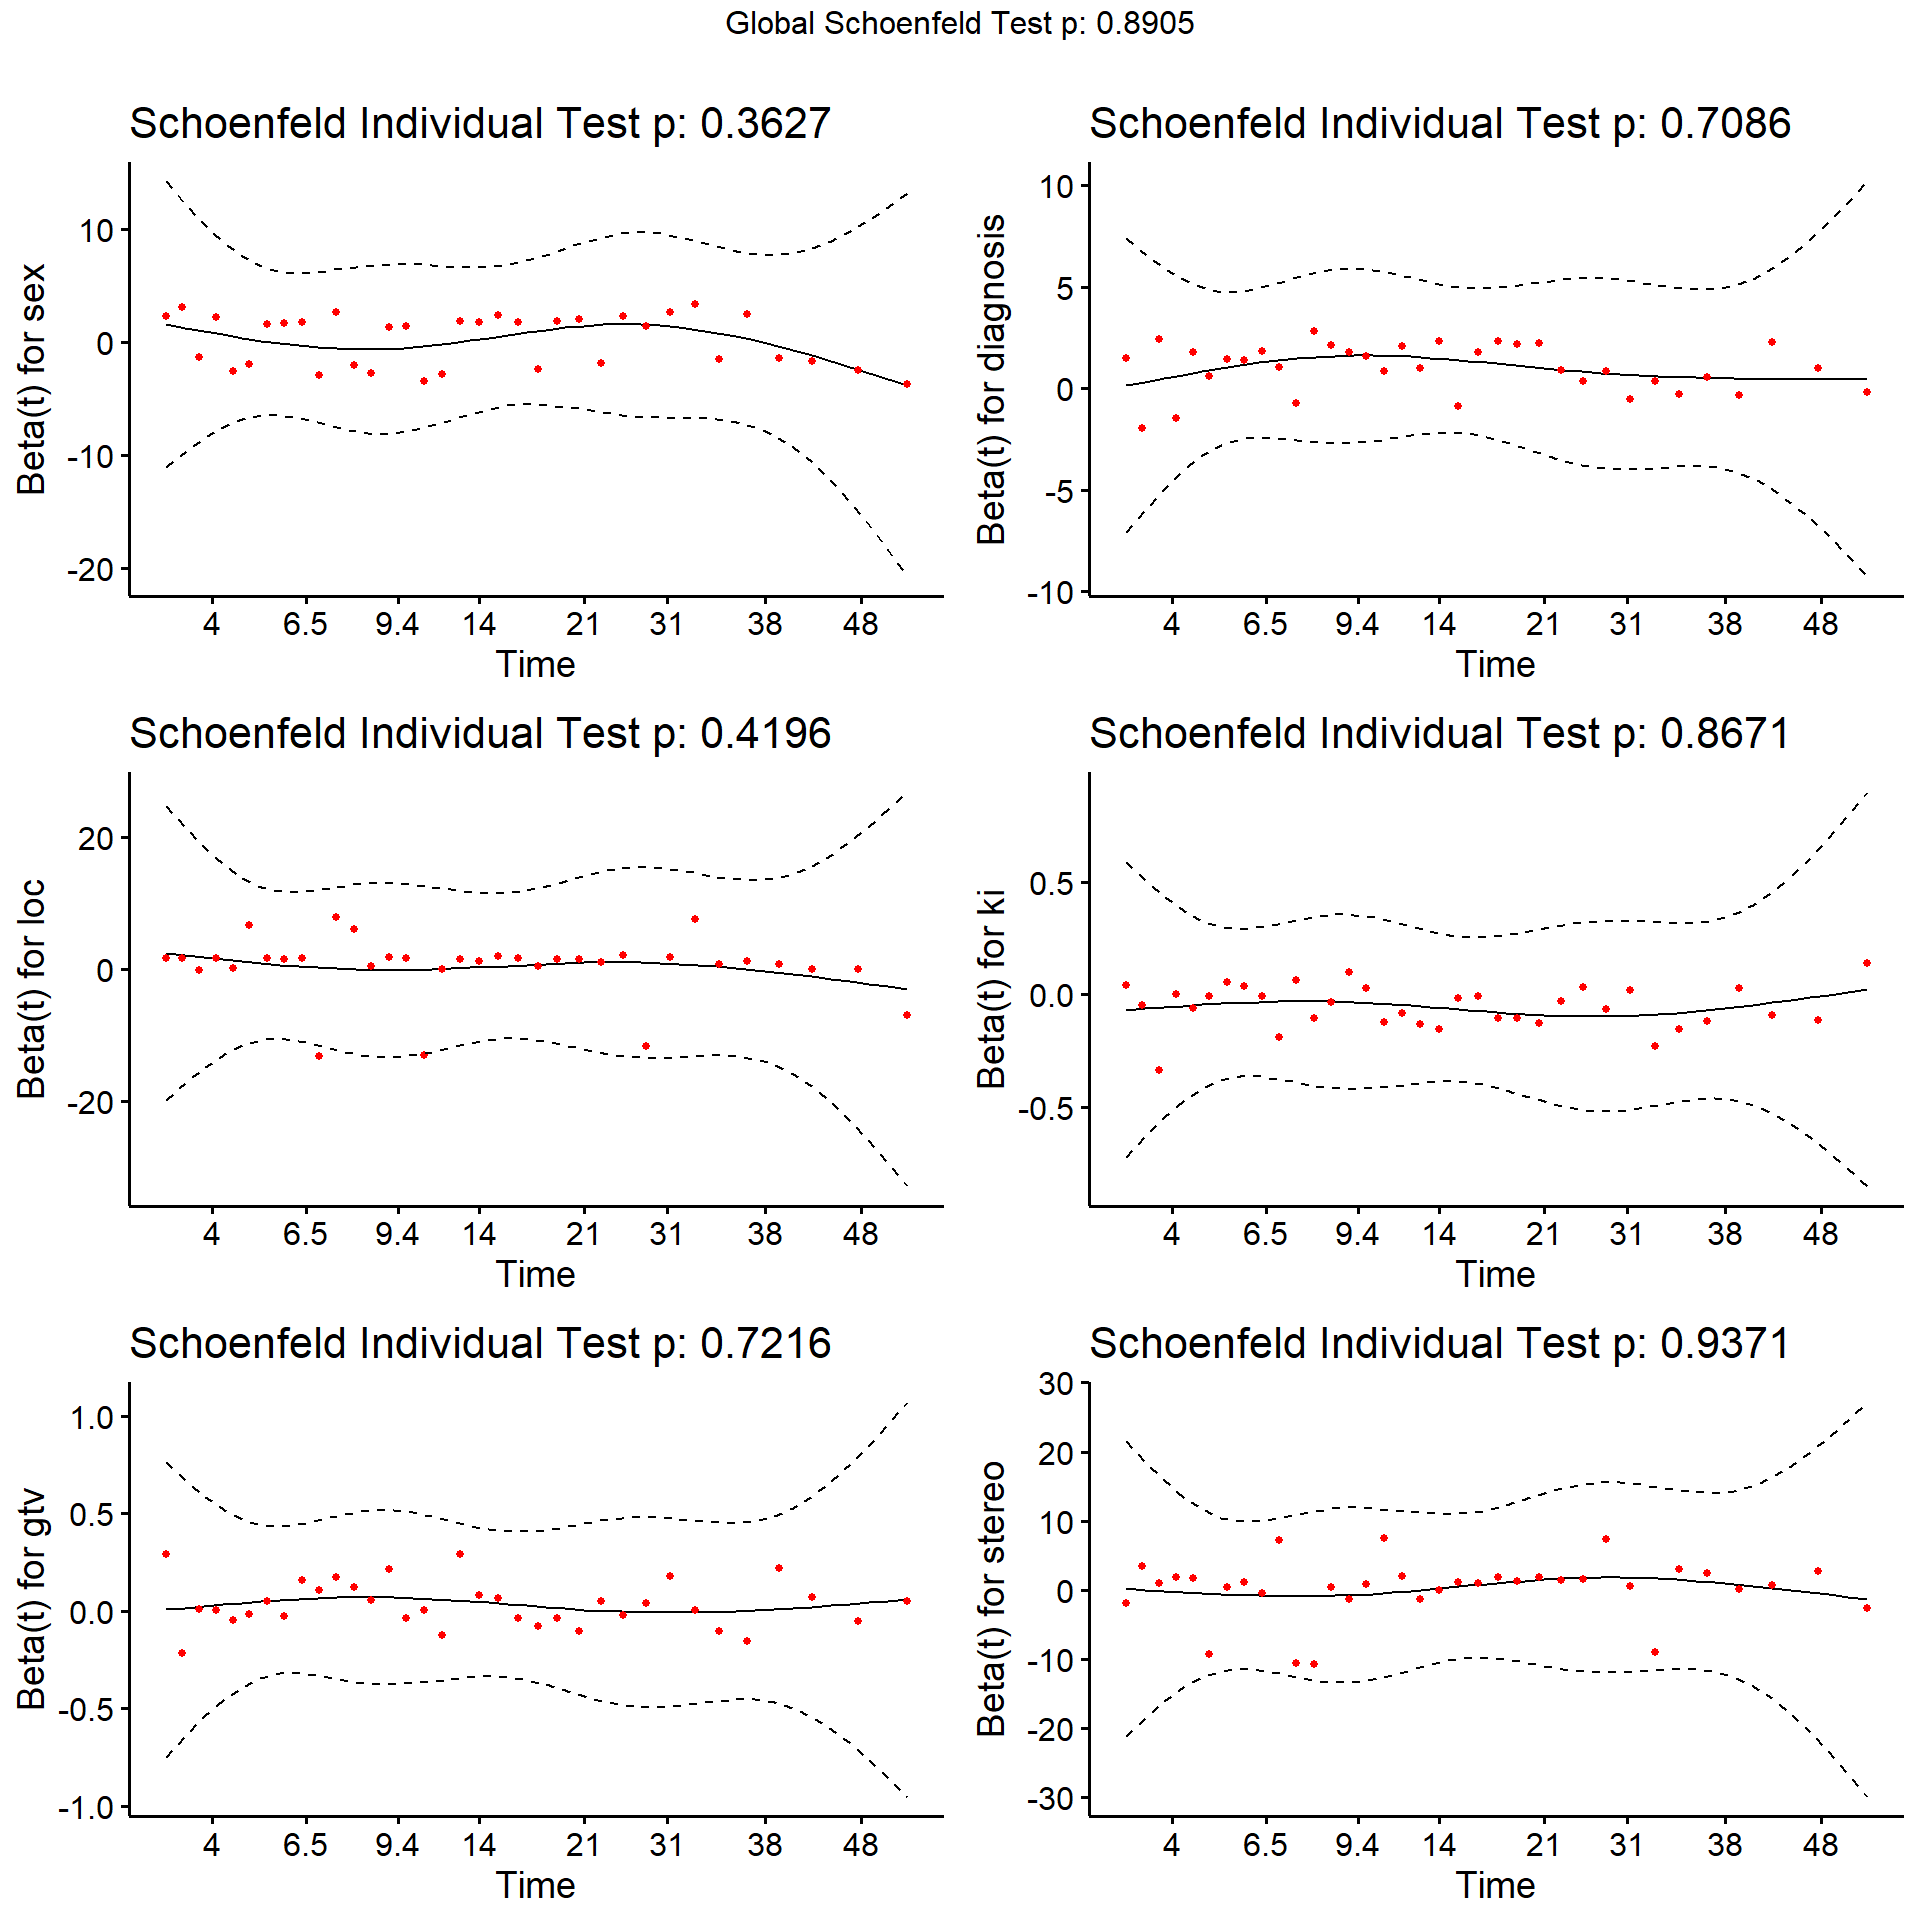 Global Schoenfeld Test p: 0.8905
Schoenfeld Individual Test p: 0.3627
Beta(t) for sex
10
0
-10
-20
4 6.5 9.4 14 21 31 38 48
Time
Schoenfeld Individual Test p: 0.7086
Beta(t) for diagnosis
10
5
0
-5
-10
4 6.5 9.4 14 21 31 38 48
Time
Schoenfeld Individual Test p: 0.4196
Beta(t) for loc
20
0
-20
4 6.5 9.4 14 21 31 38 48
Time
Schoenfeld Individual Test p: 0.8671
Beta(t) for ki
0.5
0.0
-0.5
4 6.5 9.4 14 21 31 38 48
Time
Schoenfeld Individual Test p: 0.7216
Beta(t) for gtv
1.0
0.5
0.0
-0.5
-1.0
4 6.5 9.4 14 21 31 38 48
Time
Schoenfeld Individual Test p: 0.9371
Beta(t) for stereo
30
20
10
0
-10
-20
-30
4 6.5 9.4 14 21 31 38 48
Time